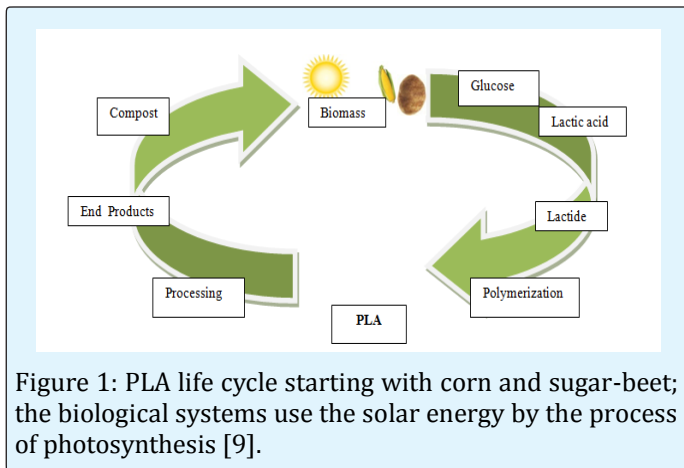 Compost
Biomass
Glucose
Lactic acid
End Products
Lactide
Processing
Polymerization
PLA
Figure 1: PLA life cycle starting with corn and sugar-beet;
the biological systems use the solar energy by the process
of photosynthesis [9].